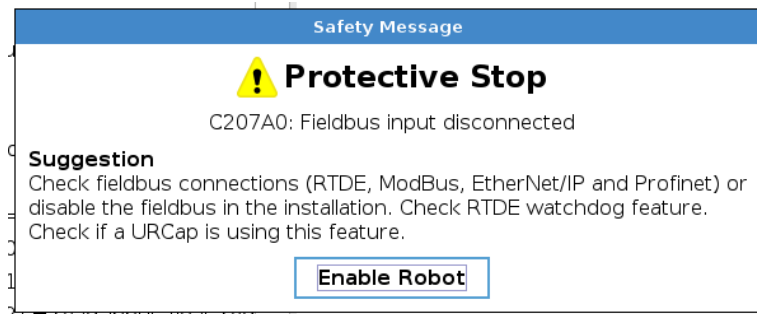 Safety Message
Protective Stop
C207A0: Fieldbus input disconnected
Suggestion
Check fieldbus connections (RTDE, ModBus, EtherNet/IP and Profinet) or
disable the fieldbus in the installation. Check RTDE watchdog feature.
Check if a URCap is using this feature.
Enable Robot